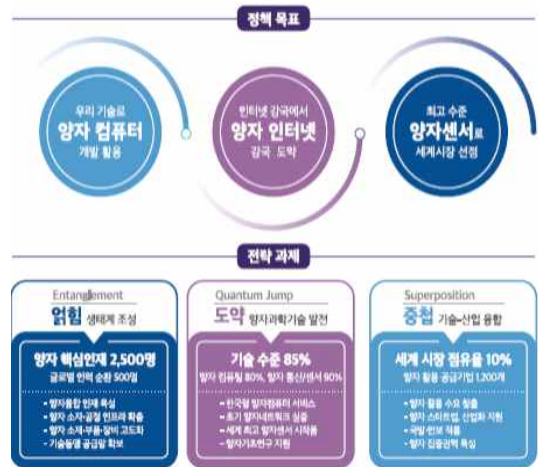 정책 목표
우리 기술로
양자 컴퓨터
개발 활용
인터넷 강국에서
양자 인터넷
강국 도약
최고 수준
양자센서로
세계시장 선점
전략 과제
Entanglement
얽힘 생태계 조성
양자 핵심인재 2,500명
글로벌 인력 순환 500명
- 양자융합 인재 육성
- 양자 소자·공정 인프라 확충
- 양자 소재·부품·장비 고도화
- 기술동맹 공급망 확보
Quantum Jump
도약 양자과학기술 발전
기술 수준 85%
양자 컴퓨팅 80%, 양자 통신/센서 90%
- 한국형 양자컴퓨터 서비스
- 초기 양자네트워크 실증
- 세계 최고 양자센서 시작품
- 양자기초연구 지원
Superposition
중첩 기술-산업 융합
세계 시장 점유율 10%
양자 활용 공급기업 1,200개
- 양자 활용 수요 창출
- 양자 스타트업, 산업화 지원
- 국방·안보 적용
- 양자 집중권역 육성